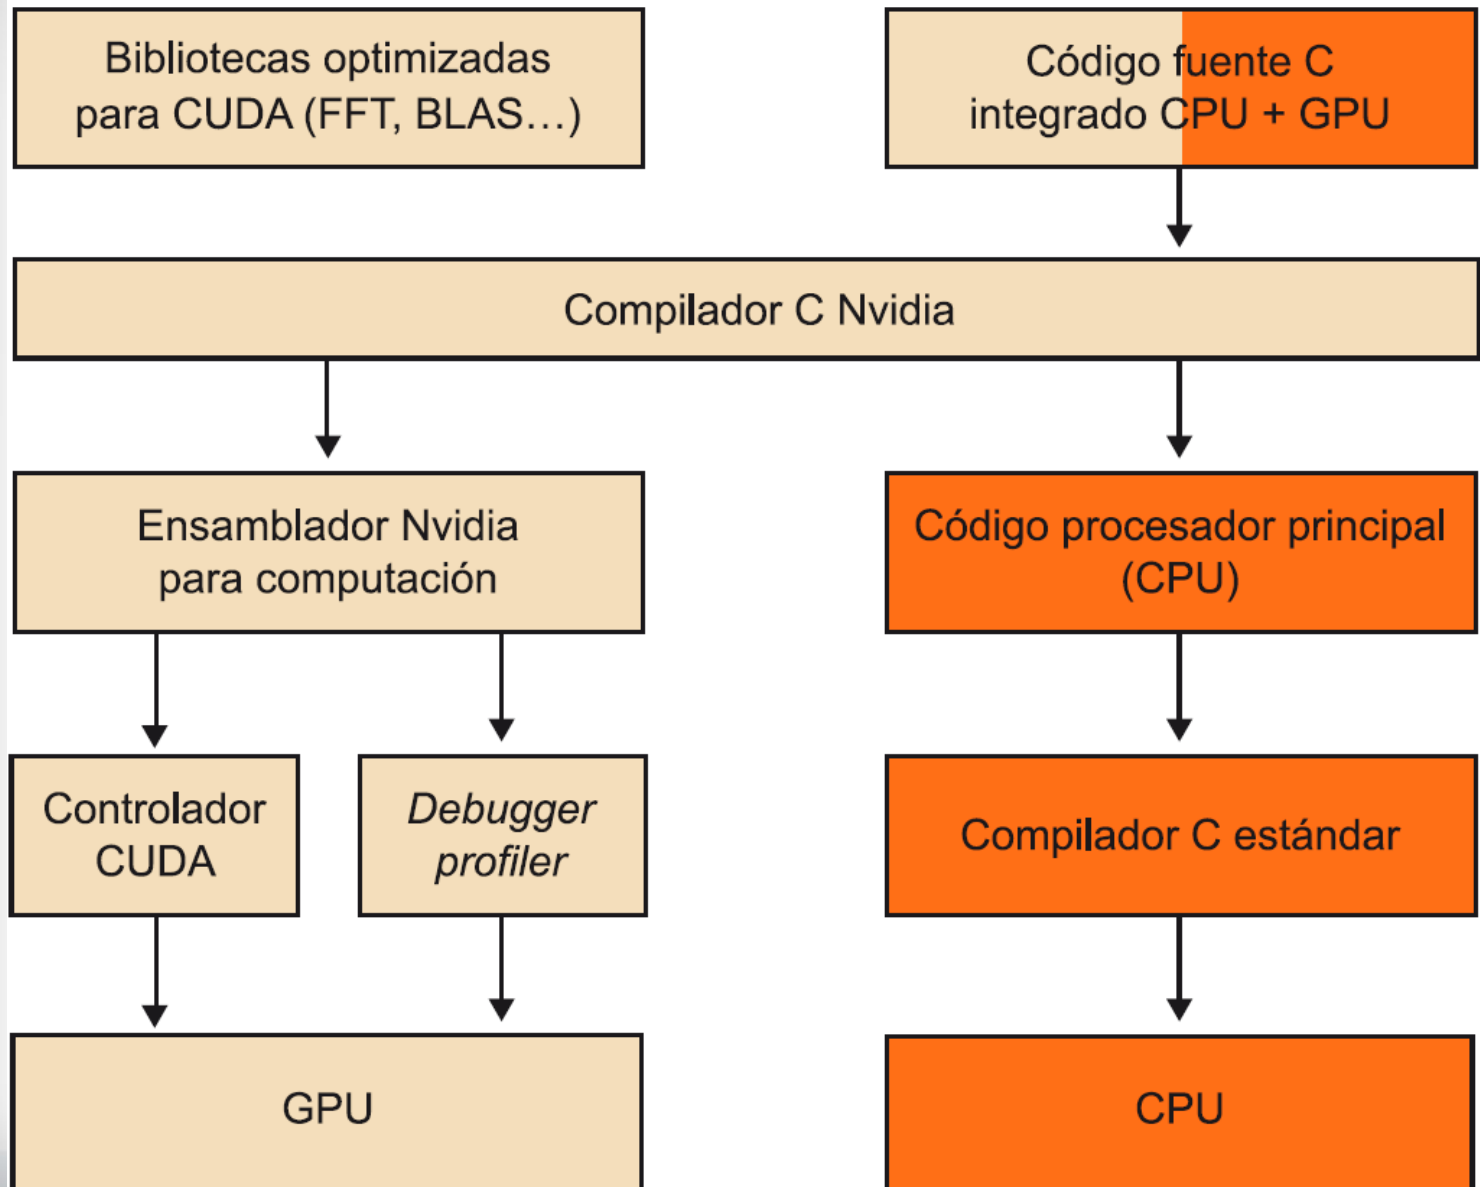 Bibliotecas optimizadas
para CUDA (FFT, BLAS…)
Código fuente C
integrado CPU + GPU
Compilador C Nvidia
Ensamblador Nvidia
para computación
Código procesador principal
(CPU)
Controlador
CUDA
Debugger
profiler
Compilador C estándar
GPU
CPU